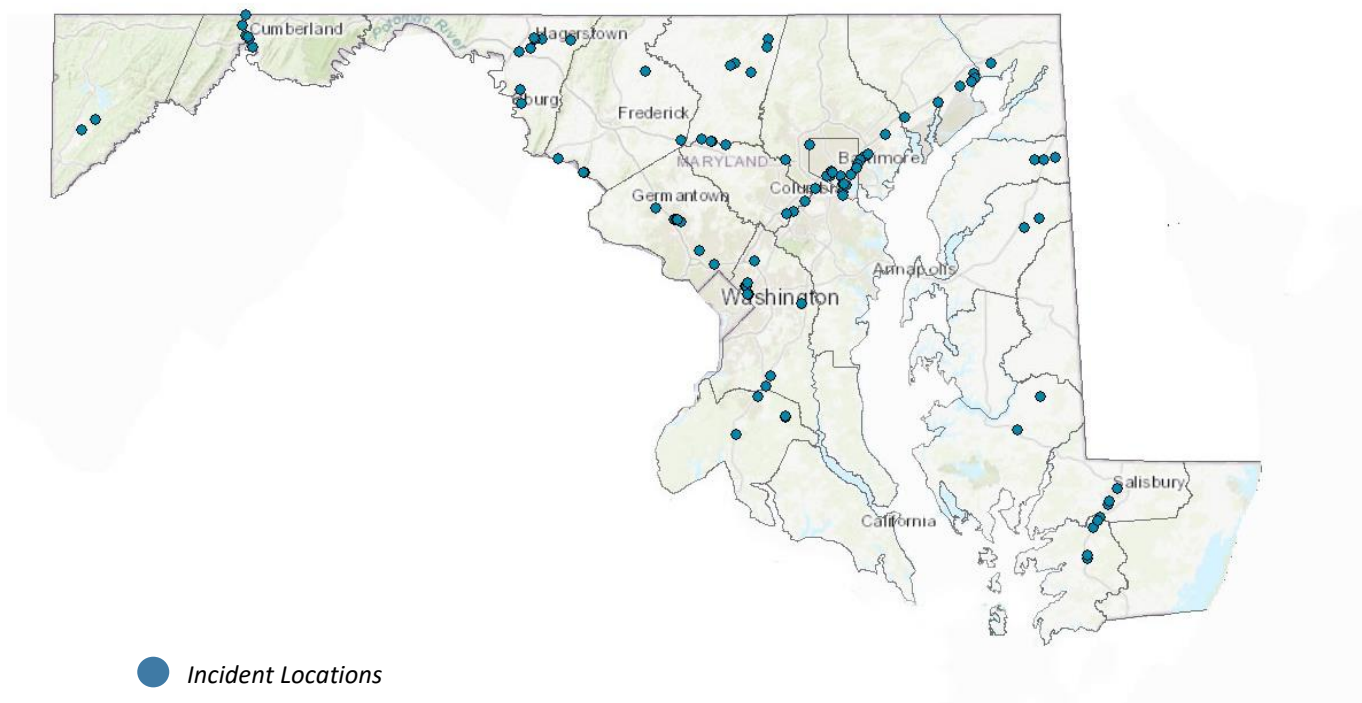 Cumberland
Potomac River
Hagerstown
burg
Frederick
MARYLAND
Baltimore
Columbia
Germantown
Annapolis
Washington
Salisbury
California
Incident Locations